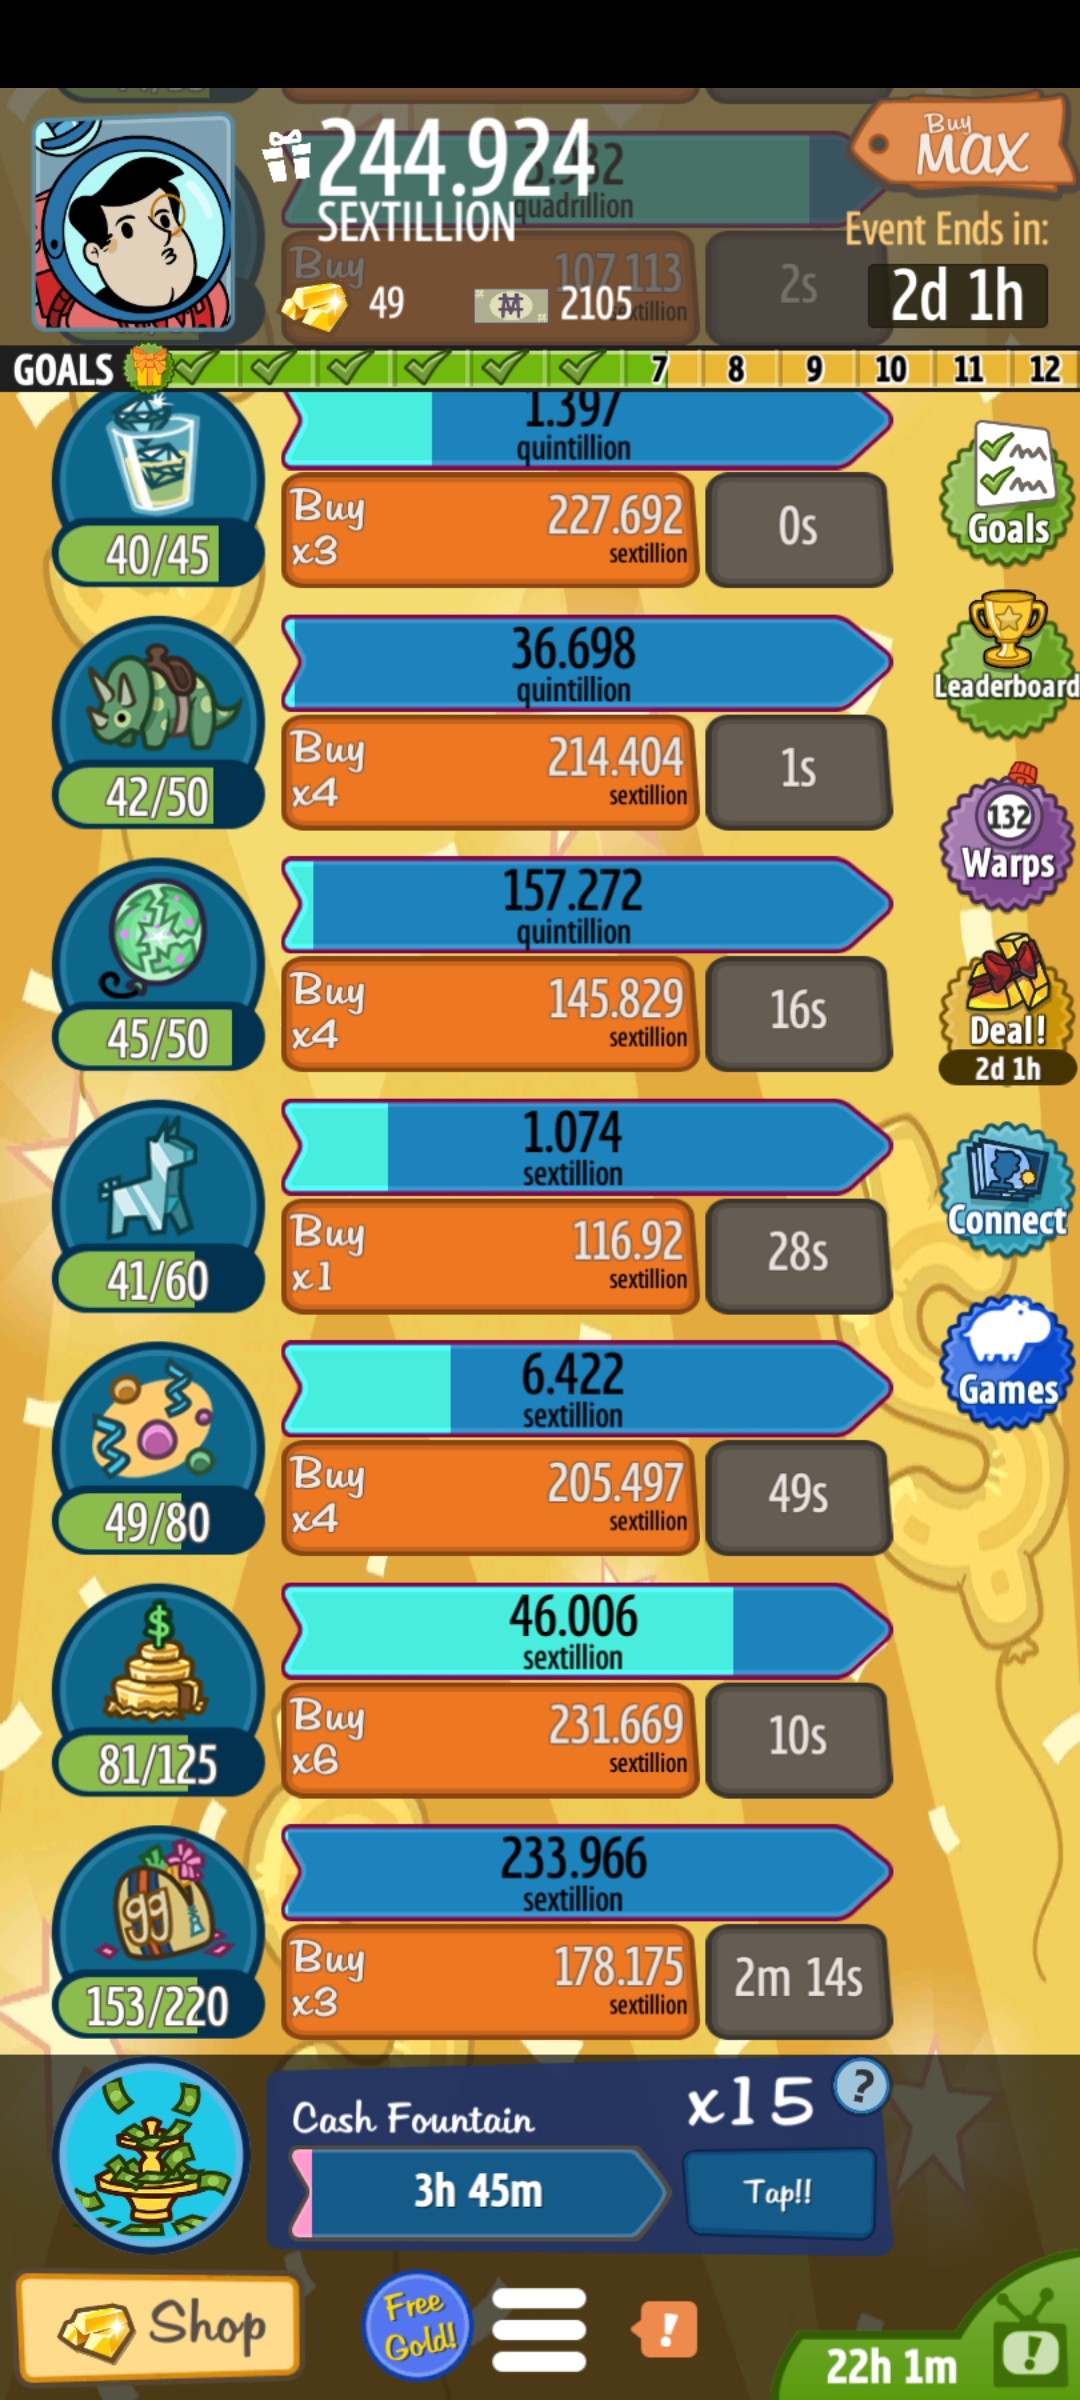 244.924
SEXTILLION
quadrillion
Buy
MAX
Event Ends in:
2d 1h
Buy
107.113
2s
49
2105
GOALS
7 8 9 10 11 12
1.397
quintillion
Buy
x3
227.692
sextillion
0s
40/45
Goals
36.698
quintillion
Buy
x4
214.404
sextillion
1s
42/50
Leaderboard
132
Warps
157.272
quintillion
Buy
x4
145.829
sextillion
16s
45/50
Deal!
2d 1h
1.074
sextillion
Buy
x1
116.92
sextillion
28s
41/60
Connect
6.422
sextillion
Buy
x4
205.497
sextillion
49s
49/80
Games
$
46.006
sextillion
Buy
x6
231.669
sextillion
10s
81/125
99
233.966
sextillion
Buy
x3
178.175
sextillion
2m 14s
153/220
Cash Fountain
x15
?
3h 45m
Tap!!
Shop
Free
Gold!
!
22h 1m
!